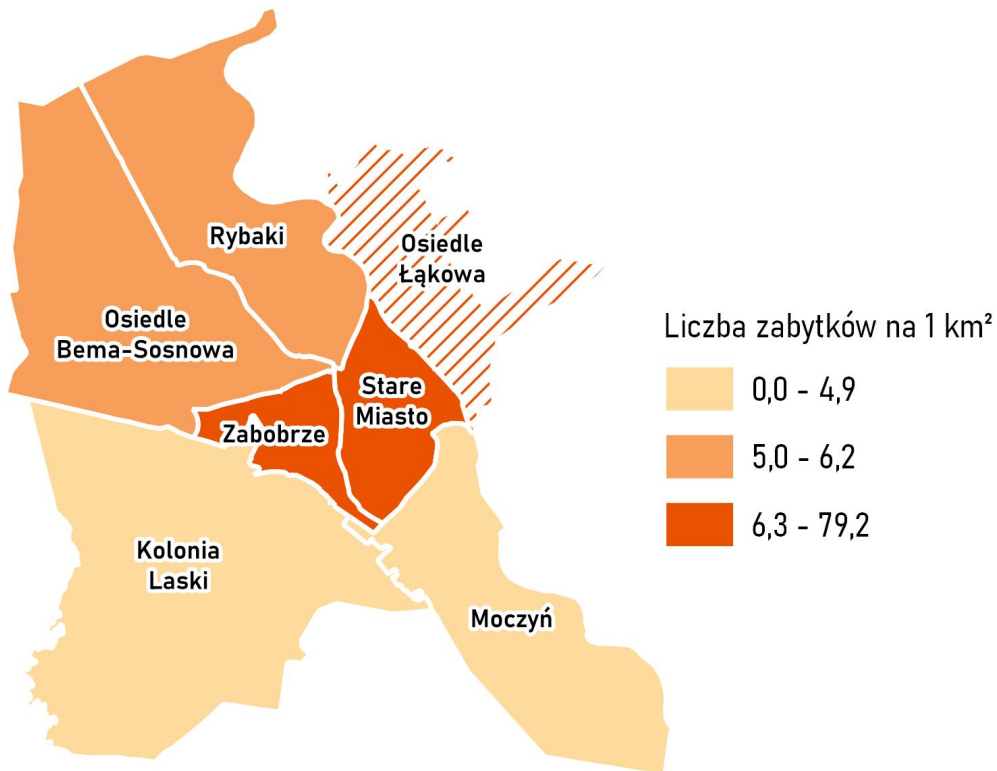 Rybaki
Osiedle
Łąkowa
Osiedle
Bema-Sosnowa
Stare
Miasto
Zabobrze
Kolonia
Laski
Moczyń
Liczba zabytków na 1 km²
0,0 - 4,9
5,0 - 6,2
6,3 - 79,2